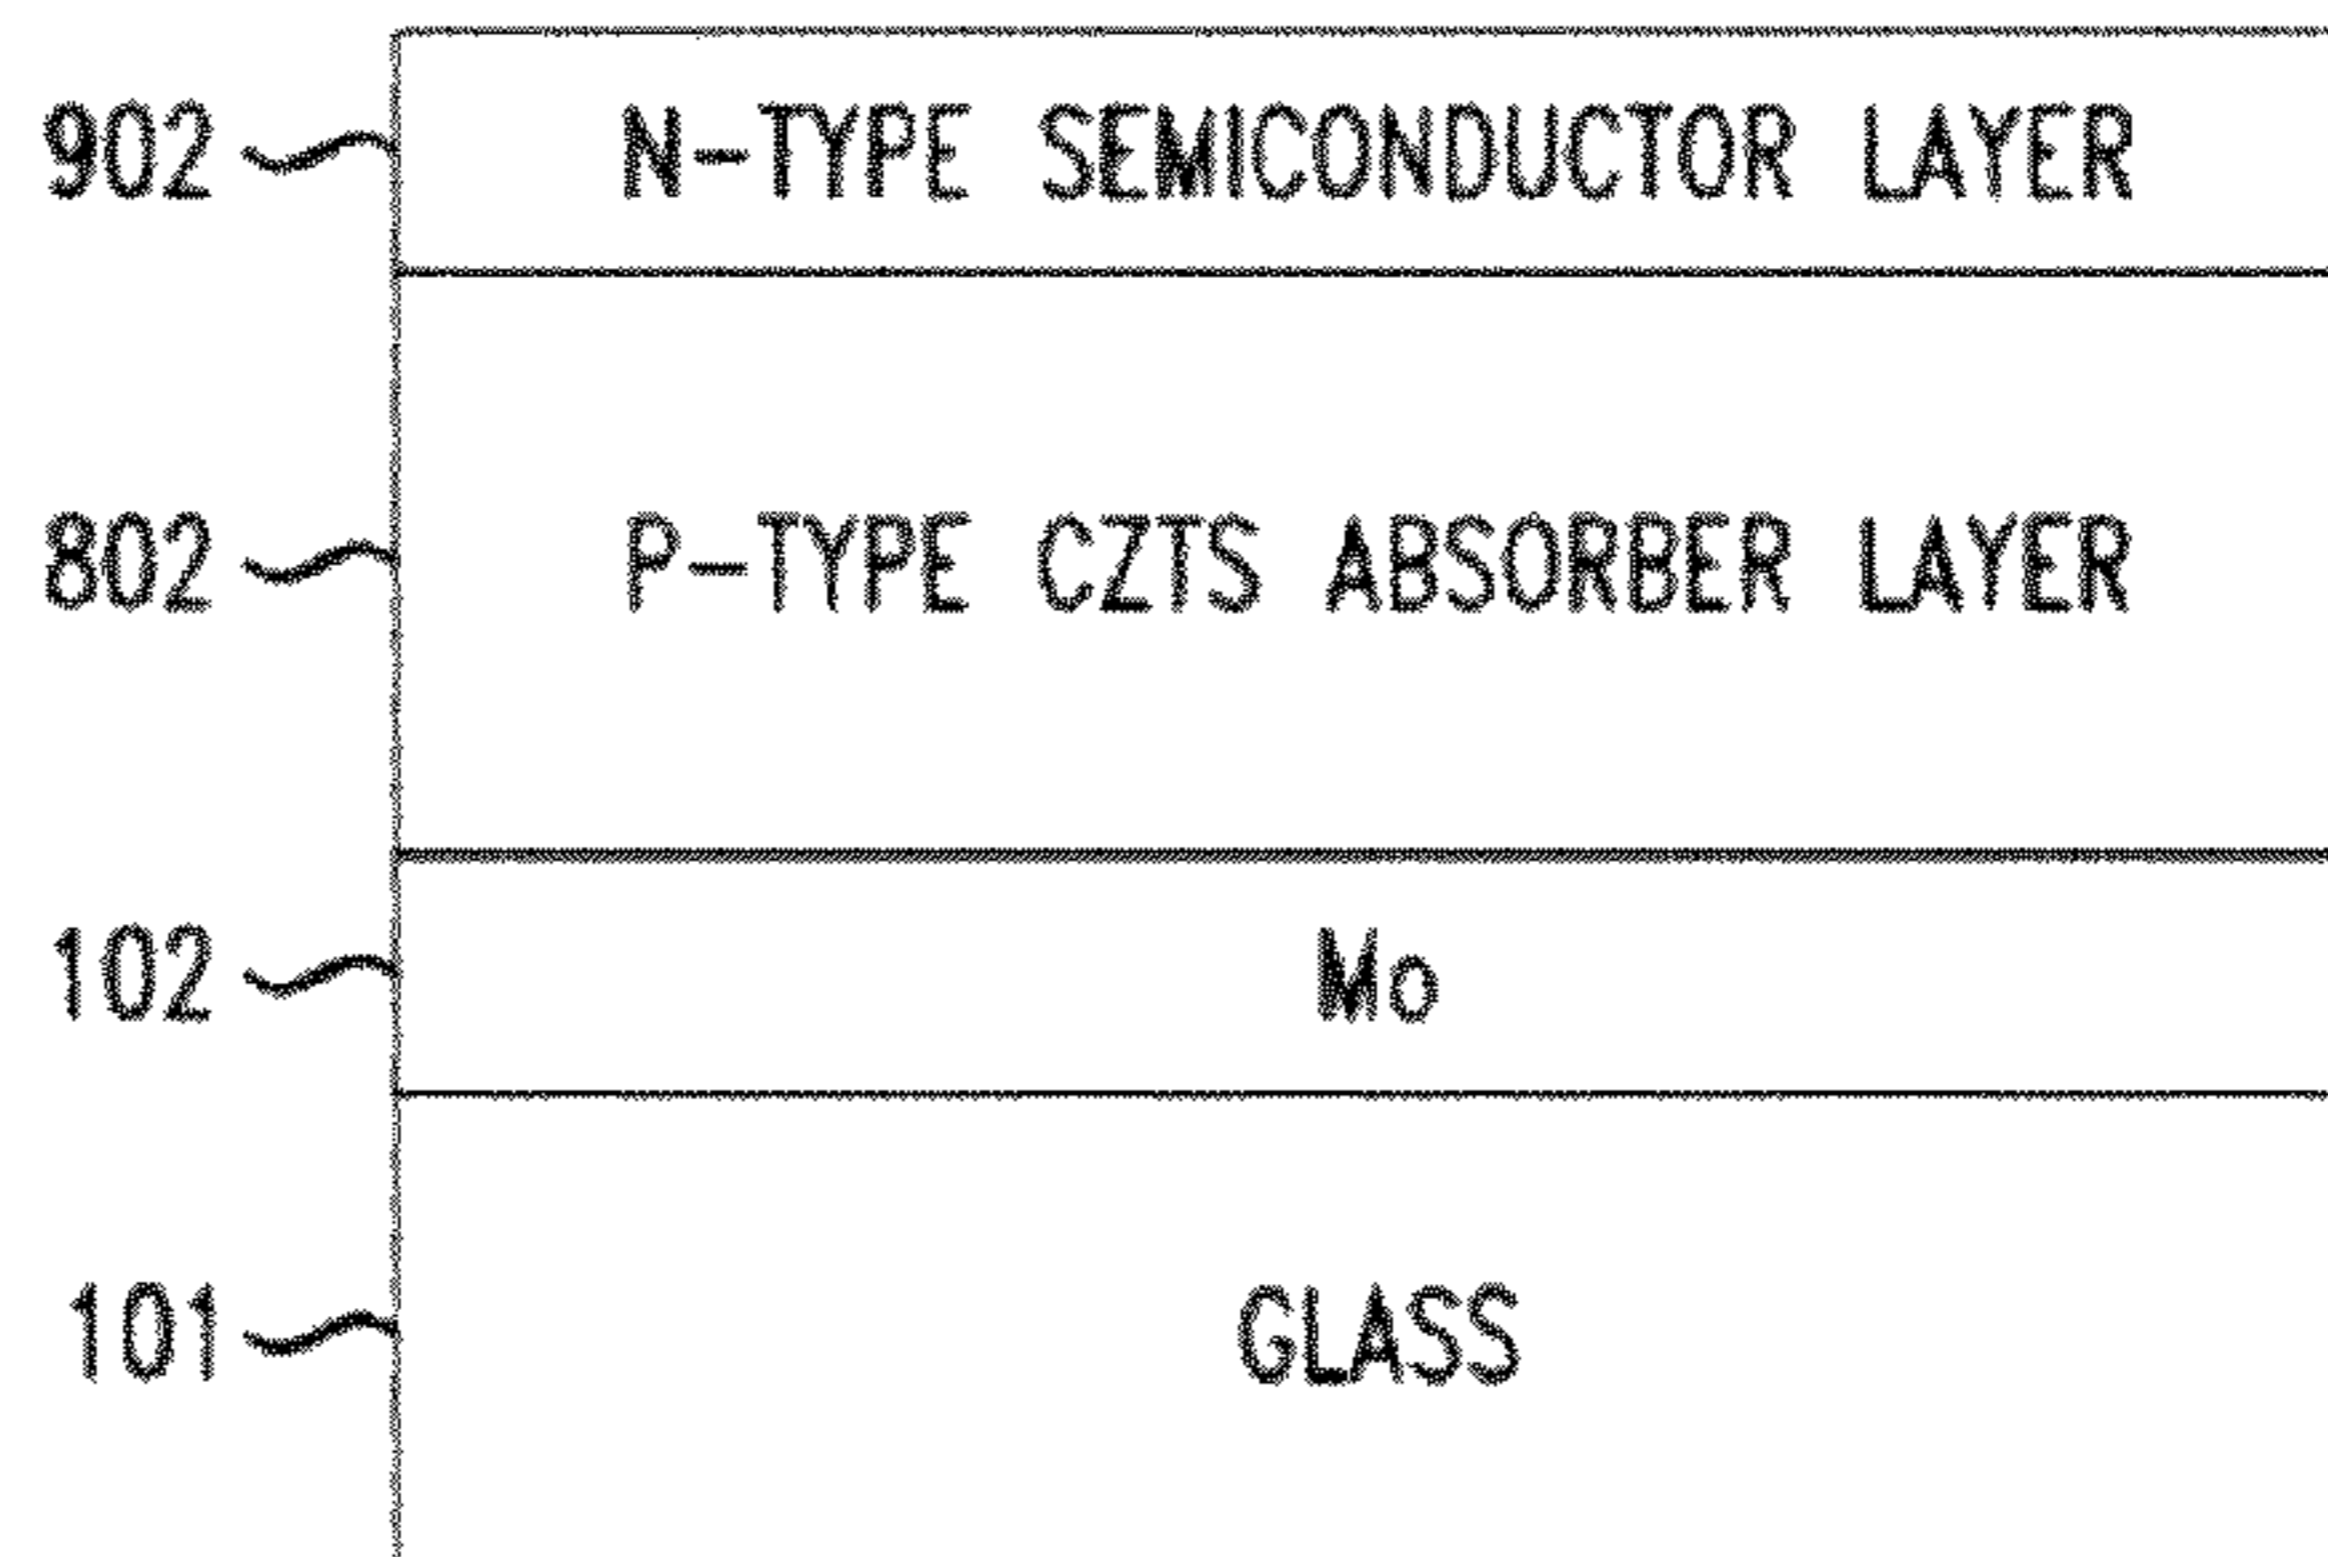 902 N-TYPE SEMICONDUCTOR LAYER
802 P-TYPE CZTS ABSORBER LAYER
102 Mo
101 GLASS